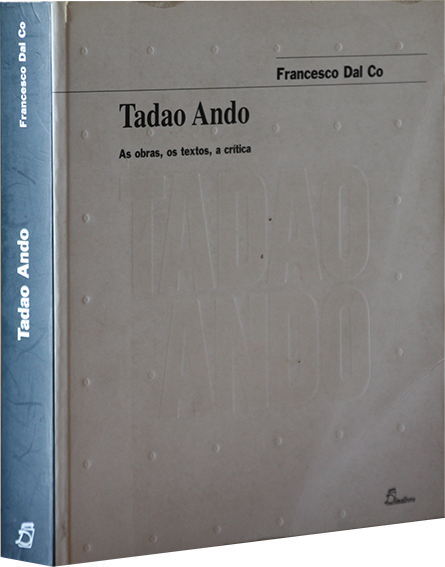 Francesco Dal Co
Tadao Ando
Francesco Dal Co
Tadao Ando
As obras, os textos, a crítica
TADAO
ANDO